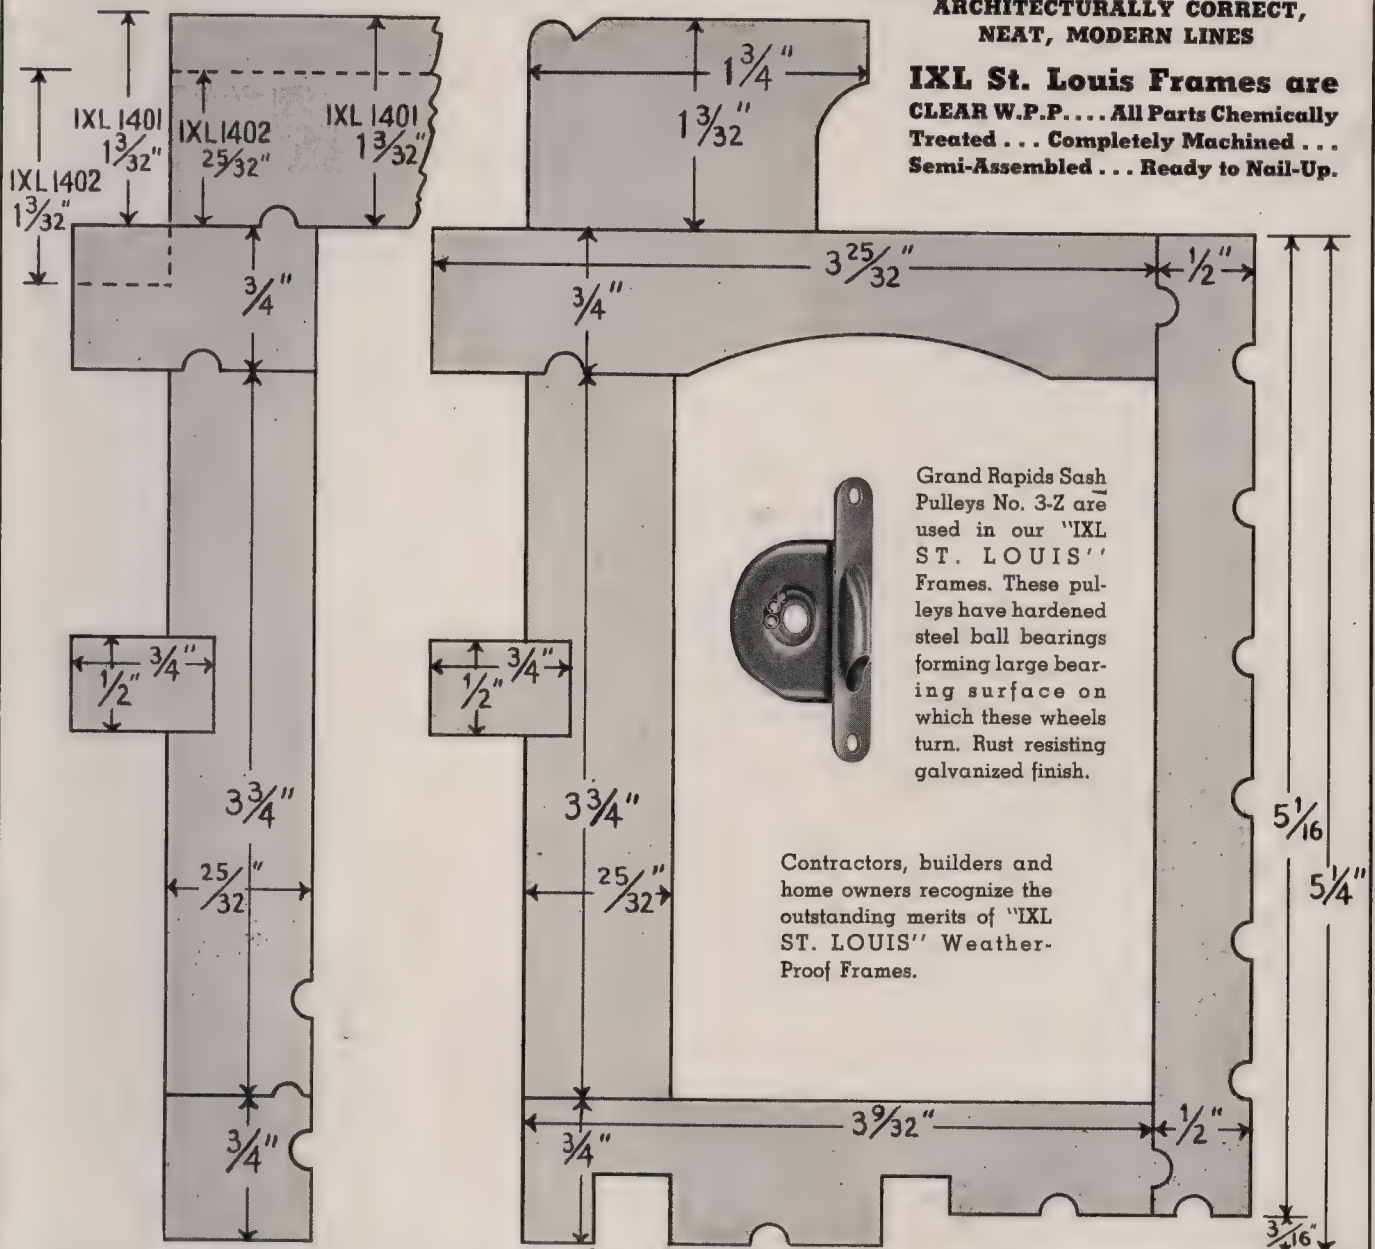 ARCHITECTURALLY CORRECT,
NEAT, MODERN LINES
IXL St. Louis Frames are
CLEAR W.P.P.... All Parts Chemically
Treated ... Completely Machined ...
Semi-Assembled ... Ready to Nail-Up.
IXL 1401
1 3/32"
IXL 1402
25/32"
IXL 1401
1 3/32"
IXL 1402
1 3/32"
3/4"
3/4"
1/2"
3 3/4"
25/32"
3/4"
1 3/4"
1 3/32"
3 25/32"
1/2"
3/4"
3/4"
1/2"
3 3/4"
25/32"
Grand Rapids Sash
Pulleys No. 3-Z are
used in our "IXL
ST. LOUIS"
Frames. These pul-
leys have hardened
steel ball bearings
forming large bear-
ing surface on
which these wheels
turn. Rust resisting
galvanized finish.
Contractors, builders and
home owners recognize the
outstanding merits of "IXL
ST. LOUIS" Weather-
Proof Frames.
5 1/16
5 1/4"
3 9/32"
1/2"
3/4"
3/16"